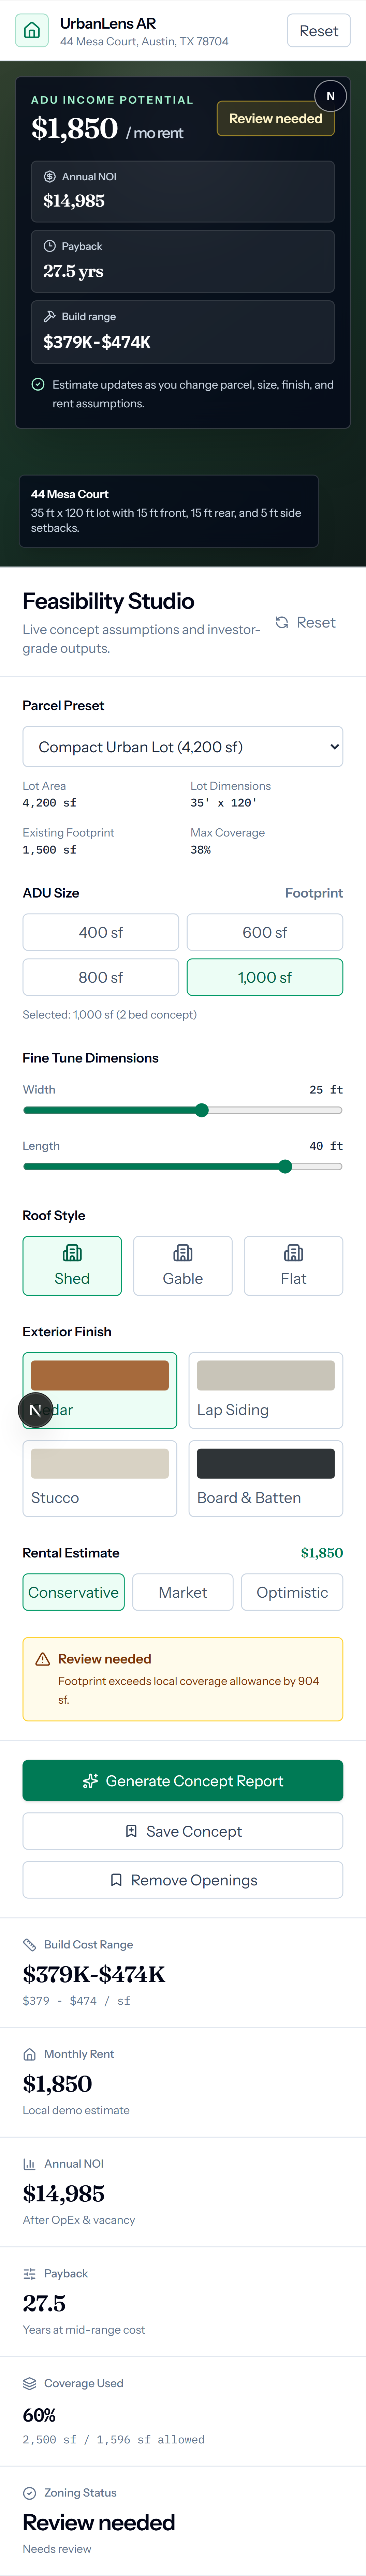 UrbanLens AR
44 Mesa Court, Austin, TX 78704
Reset
N
ADU INCOME POTENTIAL
$1,850 / mo rent
Review needed
Annual NOI
$14,985
Payback
27.5 yrs
Build range
$379K-$474K
Estimate updates as you change parcel, size, finish, and
rent assumptions.
44 Mesa Court
35 ft x 120 ft lot with 15 ft front, 15 ft rear, and 5 ft side
setbacks.
Feasibility Studio
Live concept assumptions and investor-
grade outputs.
Reset
Parcel Preset
Compact Urban Lot (4,200 sf)
Lot Area
4,200 sf
Lot Dimensions
35' x 120'
Existing Footprint
1,500 sf
Max Coverage
38%
ADU Size
Footprint
400 sf
600 sf
800 sf
1,000 sf
Selected: 1,000 sf (2 bed concept)
Fine Tune Dimensions
Width
25 ft
Length
40 ft
Roof Style
Shed
Gable
Flat
Exterior Finish
N
edar
Lap Siding
Stucco
Board & Batten
Rental Estimate
$1,850
Conservative
Market
Optimistic
Review needed
Footprint exceeds local coverage allowance by 904
sf.
Generate Concept Report
Save Concept
Remove Openings
Build Cost Range
$379K-$474K
$379 - $474 / sf
Monthly Rent
$1,850
Local demo estimate
Annual NOI
$14,985
After OpEx & vacancy
Payback
27.5
Years at mid-range cost
Coverage Used
60%
2,500 sf / 1,596 sf allowed
Zoning Status
Review needed
Needs review